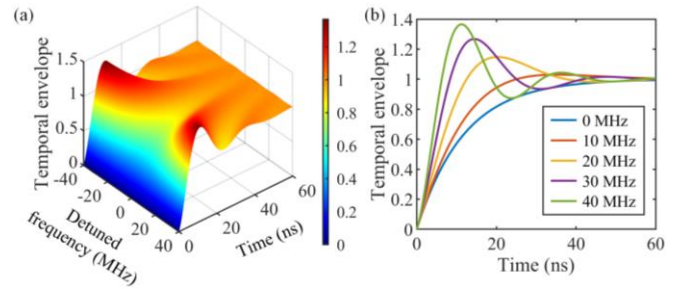 (a)
Temporal envelope
1.5
1
0.5
0
-40
-20
0
20
40
Detuned
frequency (MHz)
0
20
40
60
Time (ns)
1.2
1
0.8
0.6
0.4
0.2
0
(b)
Temporal envelope
1.4
1.2
1
0.8
0.6
0.4
0.2
0
0
20
40
60
Time (ns)
0 MHz
10 MHz
20 MHz
30 MHz
40 MHz